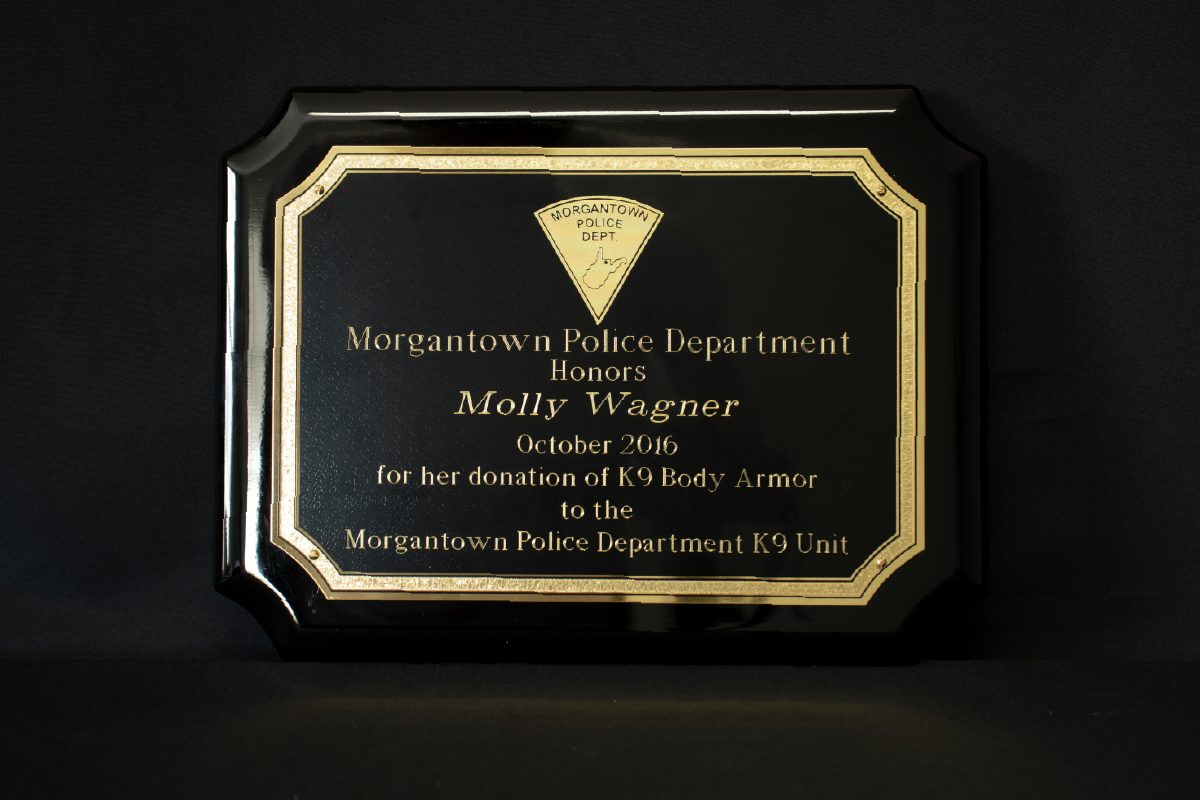 MORGANTOWN
POLICE
DEPT.
Morgantown Police Department
Honors
Molly Wagner
October 2016
for her donation of K9 Body Armor
to the
Morgantown Police Department K9 Unit